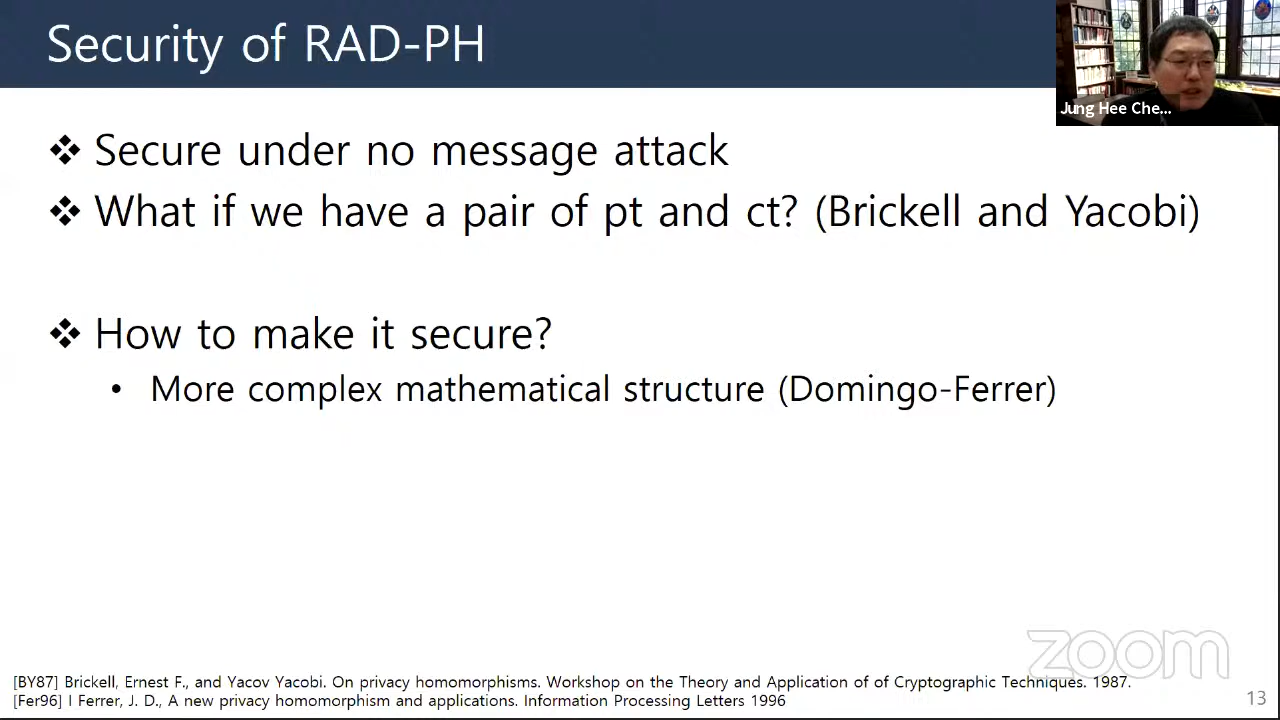 Security of RAD-PH
Jung Hee Che...
❖ Secure under no message attack
❖ What if we have a pair of pt and ct? (Brickell and Yacobi)
❖ How to make it secure?
• More complex mathematical structure (Domingo-Ferrer)
zoom
[BY87] Brickell, Ernest F., and Yacov Yacobi. On privacy homomorphisms. Workshop on the Theory and Application of of Cryptographic Techniques. 1987.
[Fer96] I Ferrer, J. D., A new privacy homomorphism and applications. Information Processing Letters 1996
13